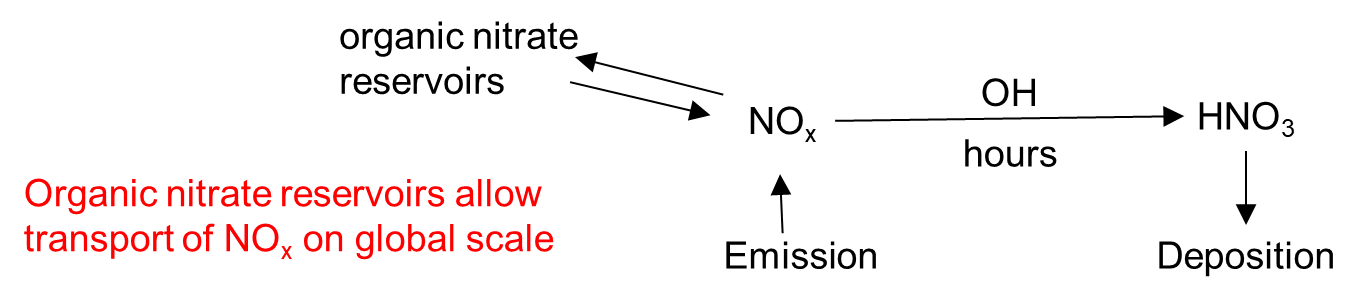 organic nitrate
reservoirs
NOₓ
OH
hours
HNO₃
Organic nitrate reservoirs allow
transport of NOₓ on global scale
Emission
Deposition